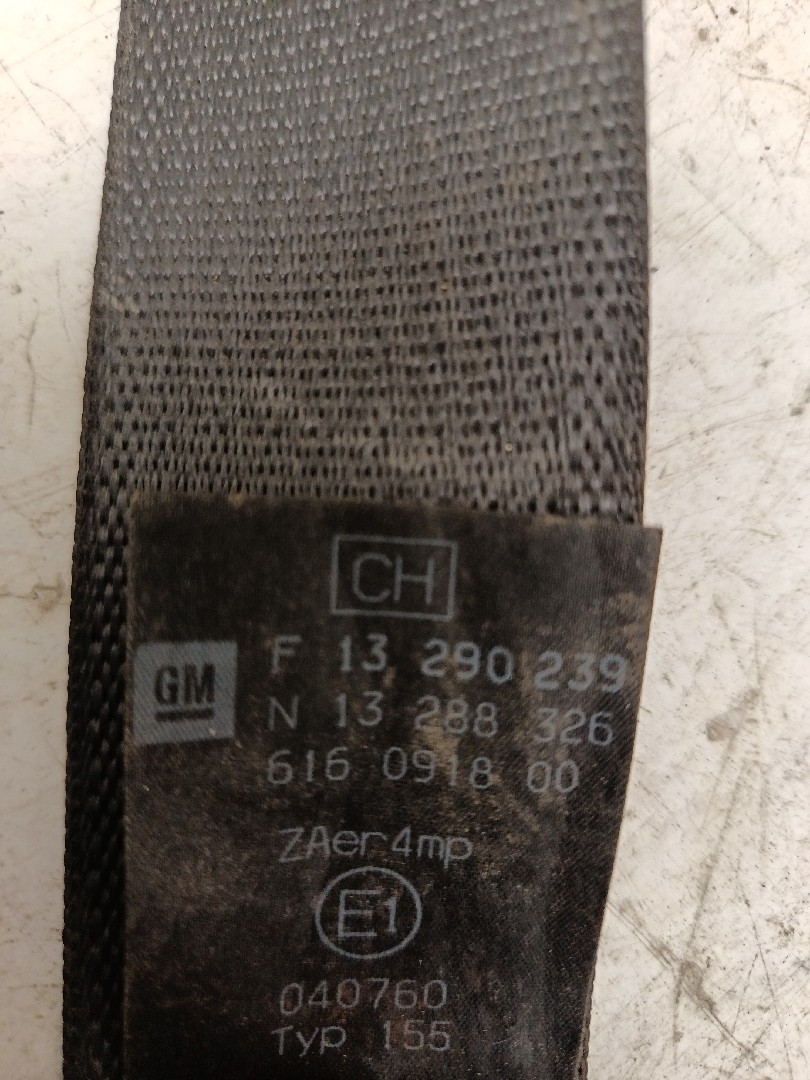 CH
GM
F 13 290 239
N 13 288 326
616 0918 00
ZAer4mp
E1
040760
Typ 155